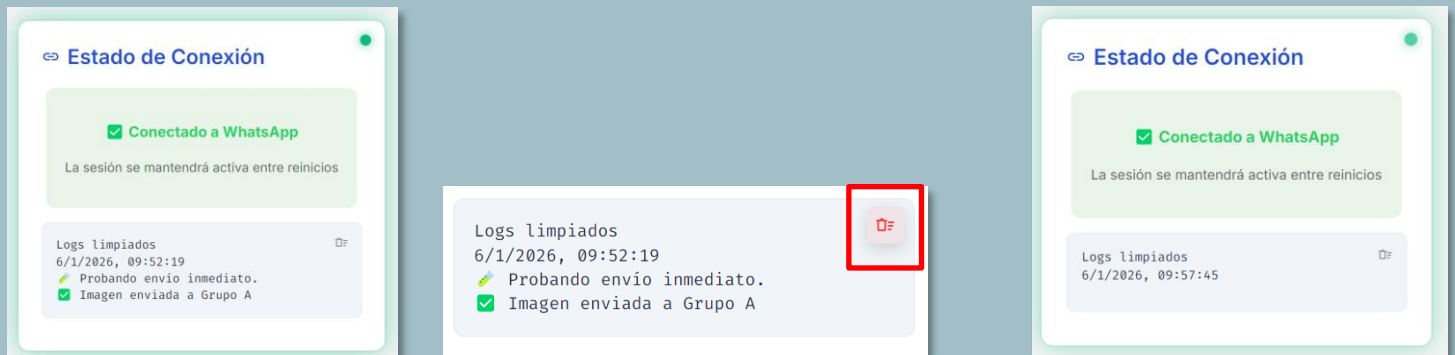 Estado de Conexión
✅ Conectado a WhatsApp
La sesión se mantendrá activa entre reinicios
Logs limpiados
6/1/2026, 09:52:19
🧪 Probando envío inmediato.
✅ Imagen enviada a Grupo A
Logs limpiados
6/1/2026, 09:52:19
🧪 Probando envío inmediato.
✅ Imagen enviada a Grupo A
Estado de Conexión
✅ Conectado a WhatsApp
La sesión se mantendrá activa entre reinicios
Logs limpiados
6/1/2026, 09:57:45